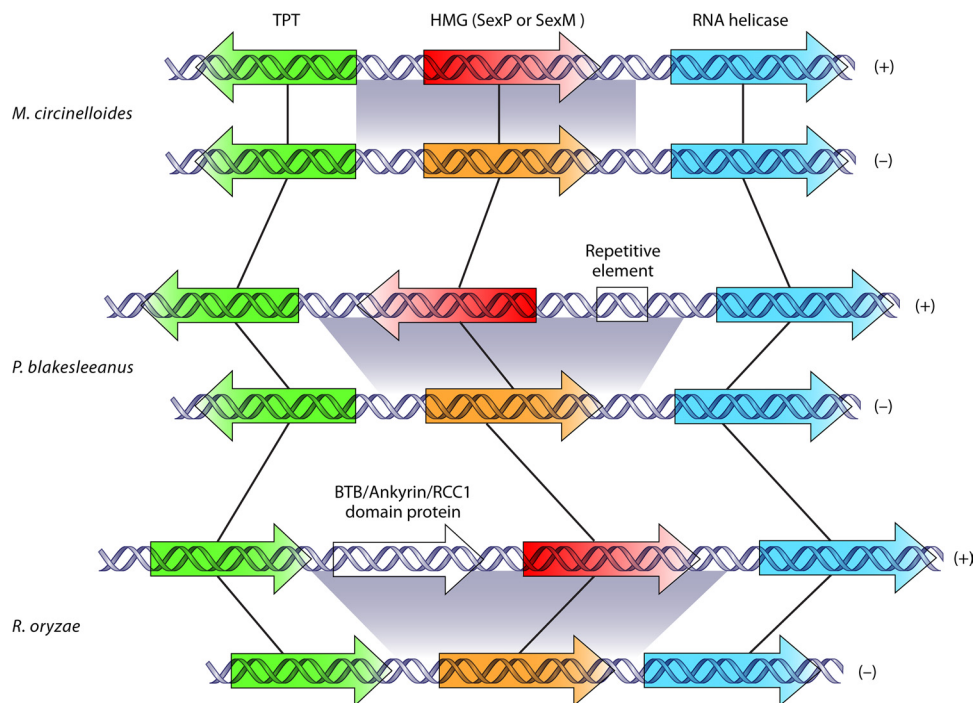 TPT
HMG (SexP or SexM )
RNA helicase
(+)
M. circinelloides
(–)
Repetitive
element
(+)
P. blakesleeanus
(–)
BTB/Ankyrin/RCC1
domain protein
(+)
R. oryzae
(–)